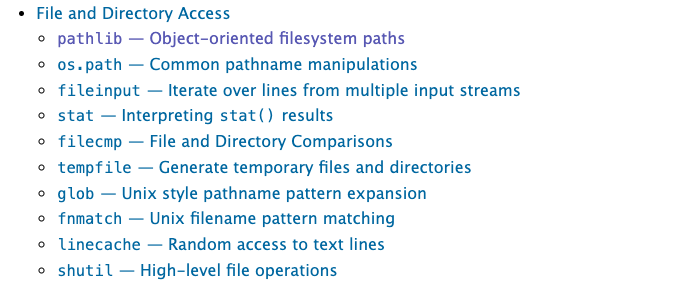 File and Directory Access
pathlib — Object-oriented filesystem paths
os.path — Common pathname manipulations
fileinput — Iterate over lines from multiple input streams
stat — Interpreting stat() results
filecmp — File and Directory Comparisons
tempfile — Generate temporary files and directories
glob — Unix style pathname pattern expansion
fnmatch — Unix filename pattern matching
linecache — Random access to text lines
shutil — High-level file operations